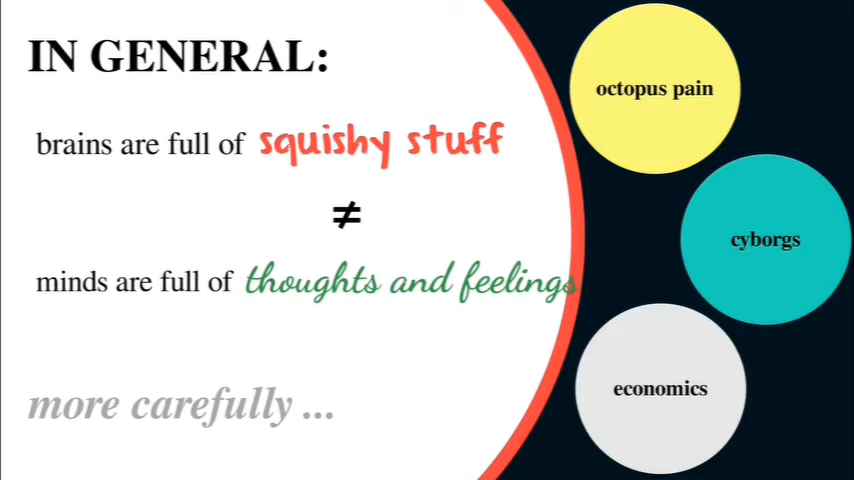 IN GENERAL:
brains are full of squishy stuff
≠
minds are full of thoughts and feelings
more carefully ...
octopus pain
cyborgs
economics